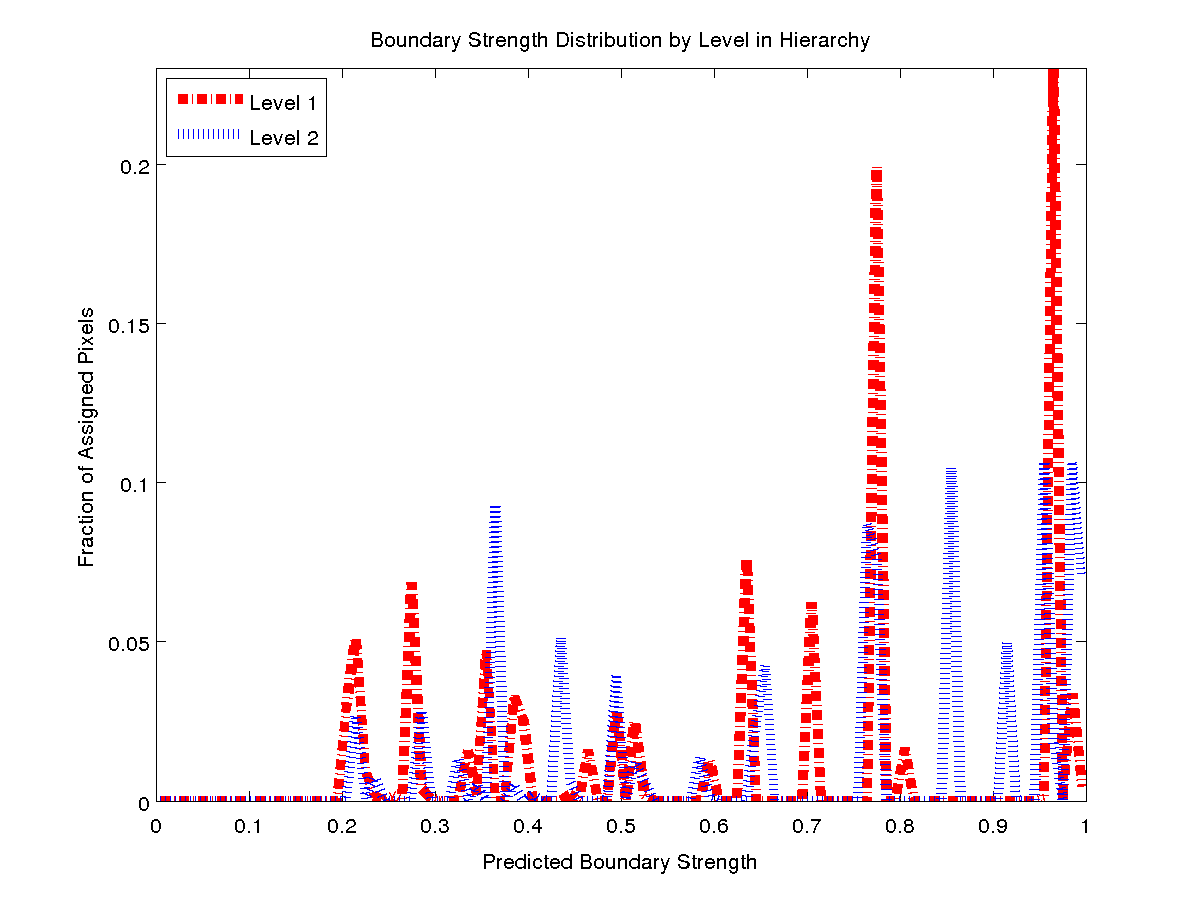 Boundary Strength Distribution by Level in Hierarchy
Level 1
Level 2
Fraction of Assigned Pixels
0.2
0.15
0.1
0.05
0
0 0.1 0.2 0.3 0.4 0.5 0.6 0.7 0.8 0.9 1
Predicted Boundary Strength